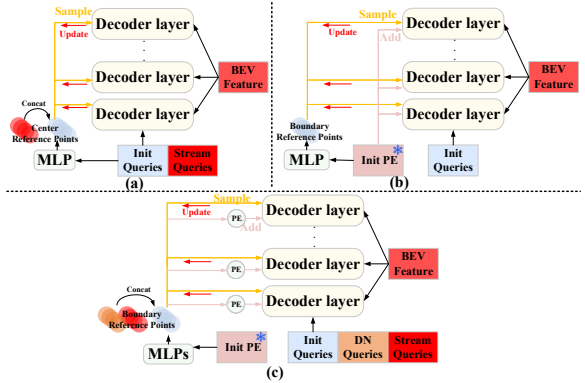 Sample
Update
Decoder layer
Decoder layer
Decoder layer
BEV
Feature
Concat
Center
Reference Points
MLP
Init
Queries
Stream
Queries
(a)
Sample
Update
Add
Decoder layer
Decoder layer
Decoder layer
BEV
Feature
Boundary
Reference Points
MLP
Init PE
*
Init
Queries
(b)
Sample
Update
PE
Add
Decoder layer
PE
Decoder layer
PE
Decoder layer
BEV
Feature
Concat
Boundary
Reference Points
MLPs
Init PE
*
Init
Queries
DN
Queries
Stream
Queries
(c)